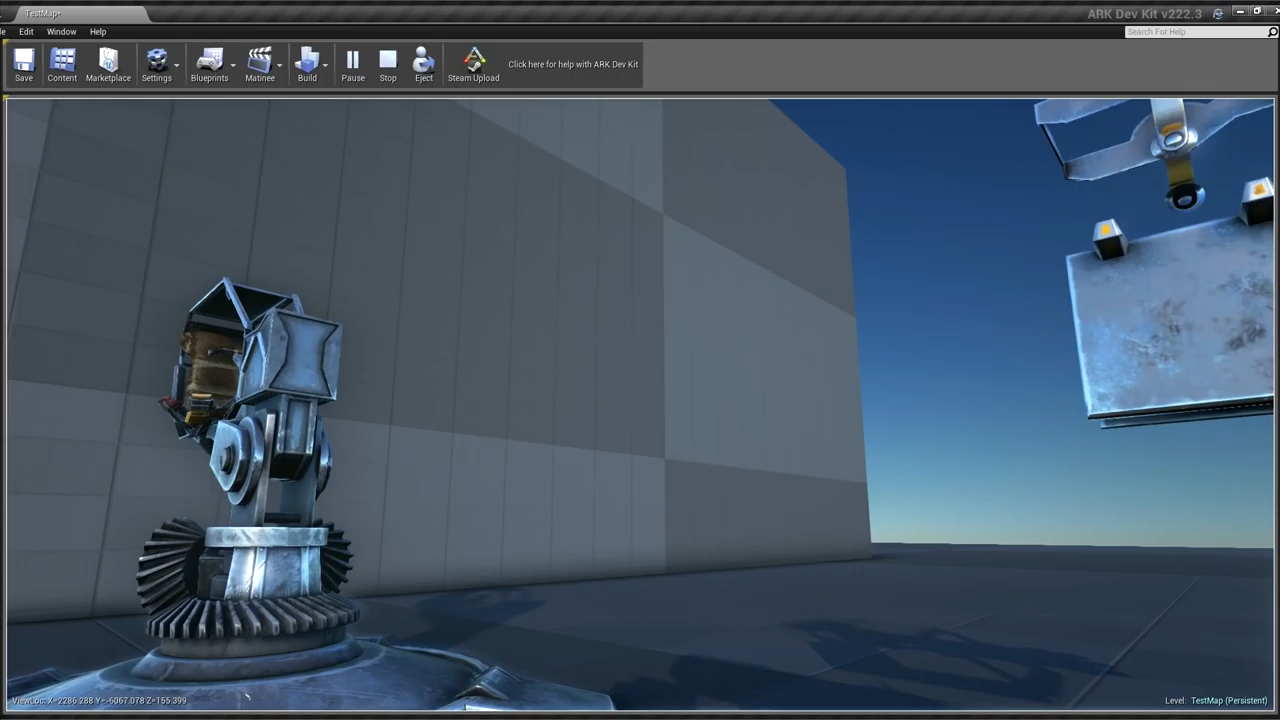 TestMap*
ARK Dev Kit v222.3
Edit
Window
Help
Search For Help
Save
Content
Marketplace
Settings
Blueprints
Matinee
Build
Pause
Stop
Eject
Steam Upload
Click here for help with ARK Dev Kit
ViewLoc: X=2286.288 Y=-6067.078 Z=155.399
Level: TestMap (Persistent)